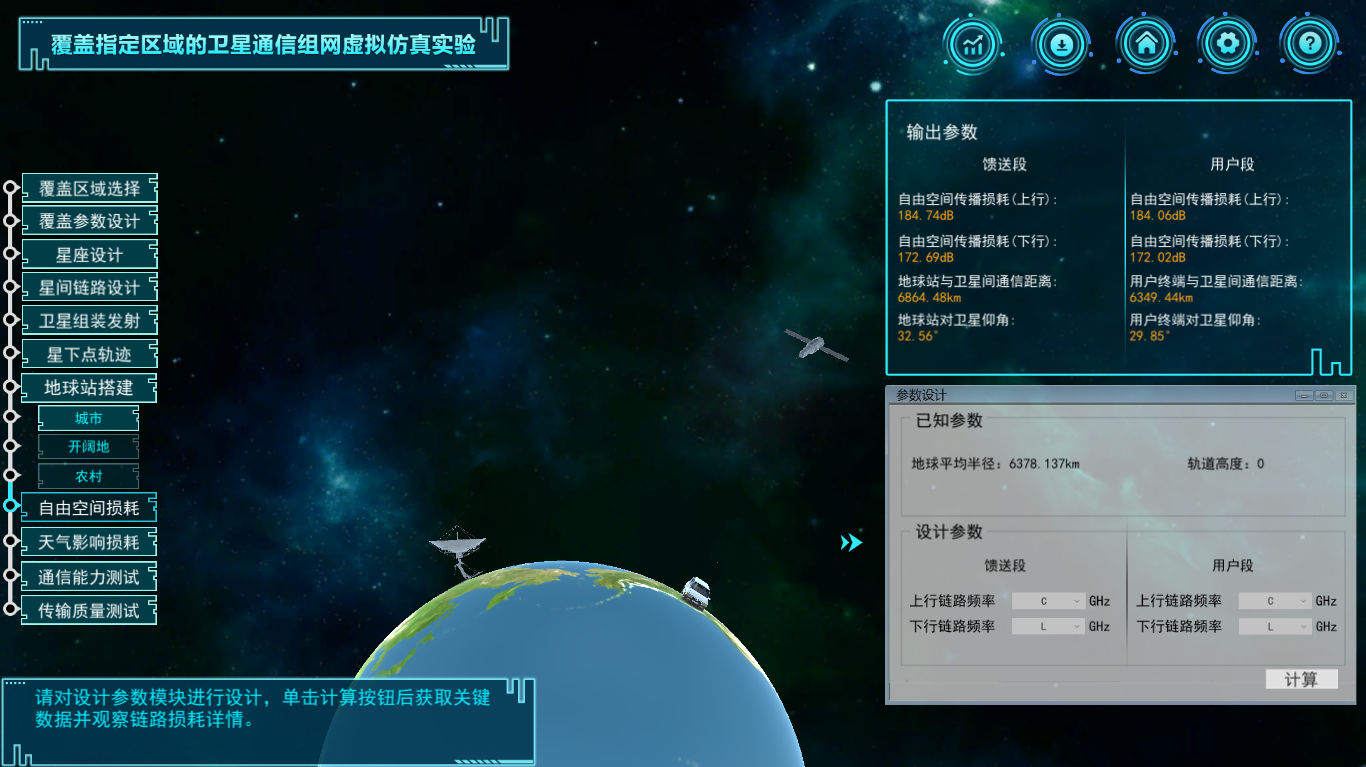 覆盖指定区域的卫星通信组网虚拟仿真实验
覆盖区域选择
覆盖参数设计
星座设计
星间链路设计
卫星组装发射
星下点轨迹
地球站搭建
城市
开阔地
农村
自由空间损耗
天气影响损耗
通信能力测试
传输质量测试
请对设计参数模块进行设计，单击计算按钮后获取关键
数据并观察链路损耗详情。
输出参数
馈送段
自由空间传播损耗(上行):
184.74dB
自由空间传播损耗(下行):
172.69dB
地球站与卫星间通信距离:
6864.48km
地球站对卫星仰角:
32.56°
用户段
自由空间传播损耗(上行):
184.06dB
自由空间传播损耗(下行):
172.02dB
用户终端与卫星间通信距离:
6349.44km
用户终端对卫星仰角:
29.85°
参数设计
已知参数
地球平均半径: 6378.137km 轨道高度: 0
设计参数
馈送段
上行链路频率 C GHz
下行链路频率 L GHz
用户段
上行链路频率 C GHz
下行链路频率 L GHz
计算